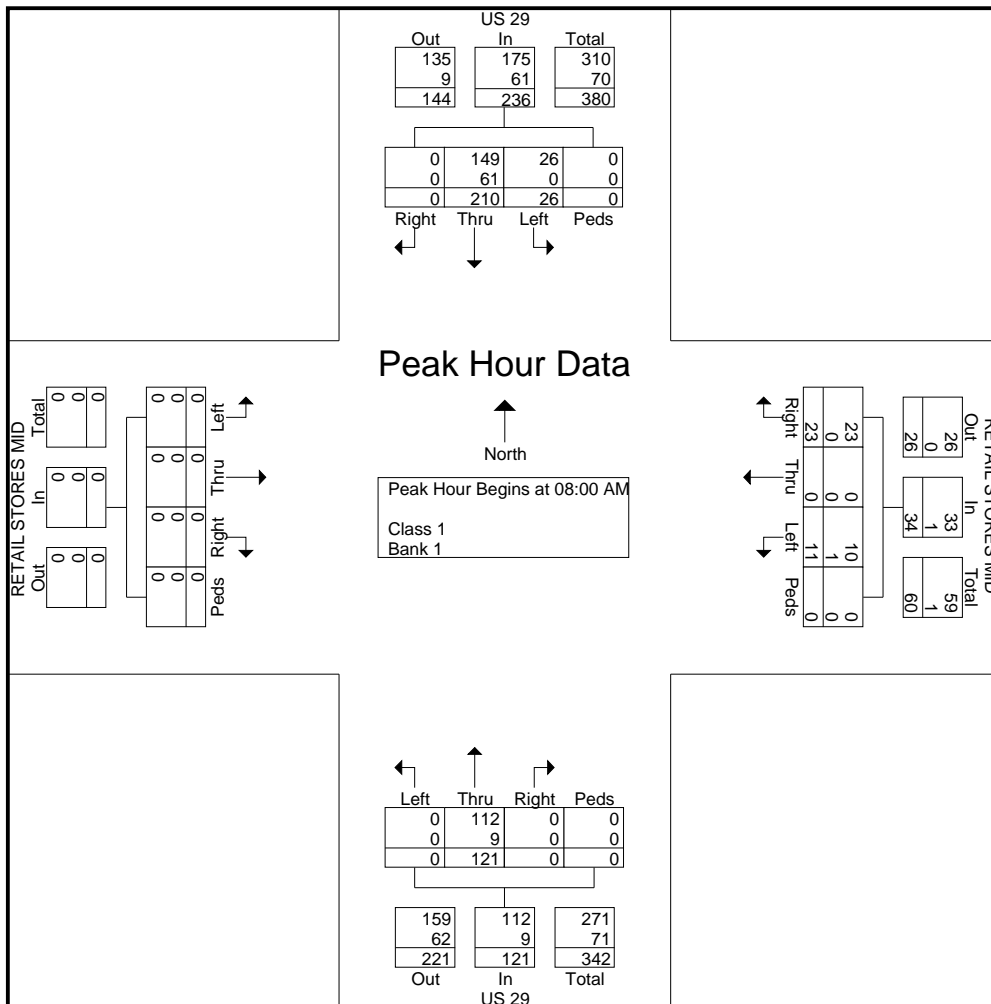 US 29
Out In Total
135 175 310
9 61 70
144 236 380
0 149 26 0
0 61 0 0
0 210 26 0
Right Thru Left Peds
Peak Hour Data
North
Peak Hour Begins at 08:00 AM
Class 1
Bank 1
RETAIL STORES MID
Out In Total
0 0 0
0 0 0
0 0 0
Left Thru Right Peds
0 0 0 0
0 0 0 0
0 0 0 0
RETAIL STORES MID
Out In Total
26 33 59
0 1 1
26 34 60
23 0 10 0
0 0 1 0
23 0 11 0
Right Thru Left Peds
Left Thru Right Peds
0 112 0 0
0 9 0 0
0 121 0 0
159 112 271
62 9 71
221 121 342
Out In Total
US 29